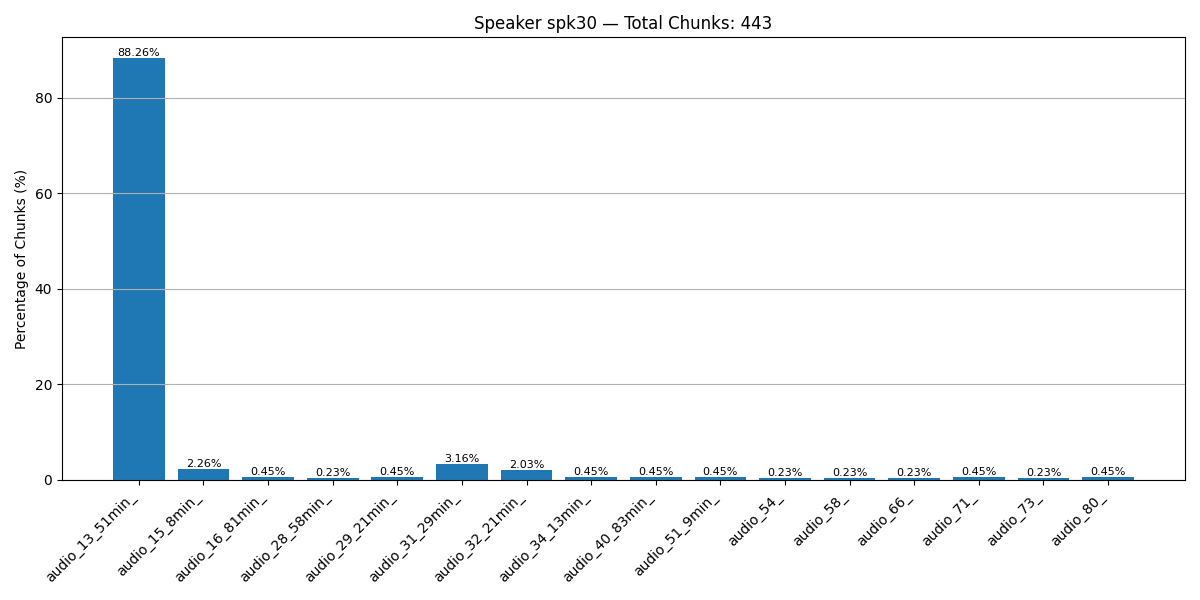 Speaker spk30 — Total Chunks: 443
Percentage of Chunks (%)
80
60
40
20
0
88.26%
2.26%
0.45%
0.23%
0.45%
3.16%
2.03%
0.45%
0.45%
0.45%
0.23%
0.23%
0.23%
0.45%
0.23%
0.45%
audio_13_51min_
audio_15_8min_
audio_16_81min_
audio_28_58min_
audio_29_21min_
audio_31_29min_
audio_32_21min_
audio_34_13min_
audio_40_83min_
audio_51_9min_
audio_54_
audio_58_
audio_66_
audio_71_
audio_73_
audio_80_